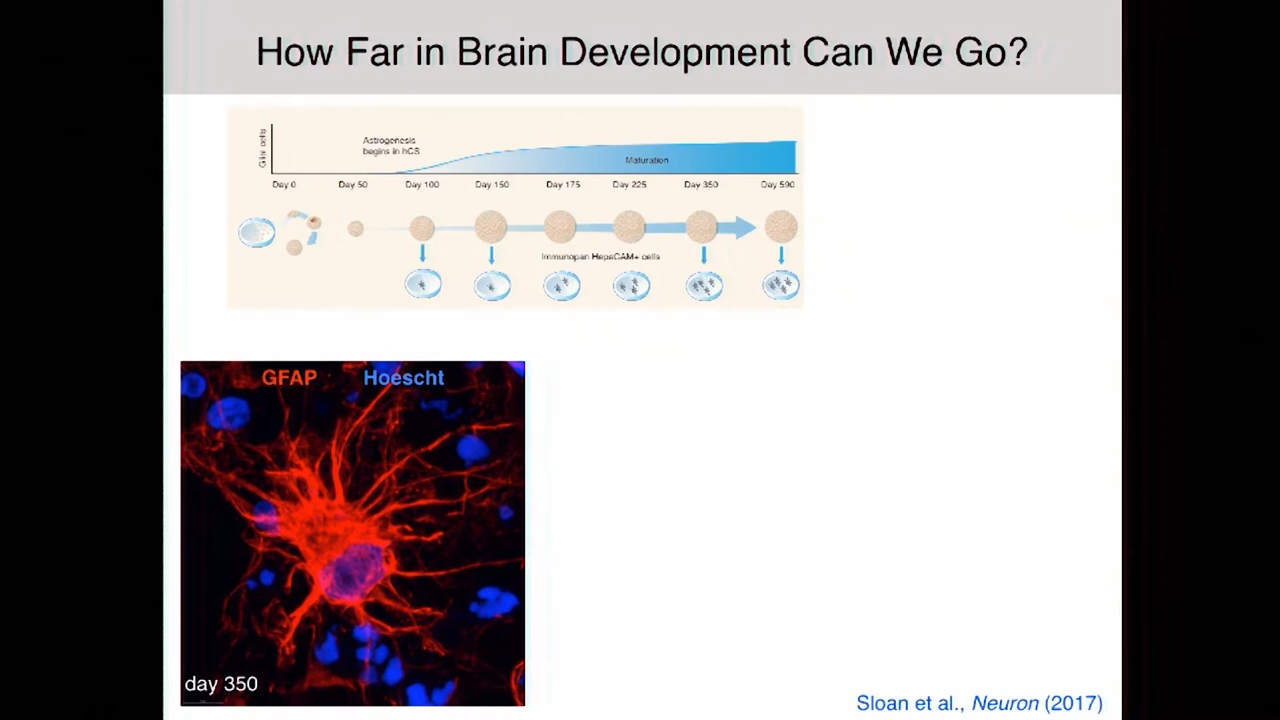 How Far in Brain Development Can We Go?
Glial cells
Astrogenesis
begins in hCS
Maturation
Day 0 Day 50 Day 100 Day 150 Day 175 Day 225 Day 350 Day 590
Immunopan HepaCAM+ cells
GFAP Hoescht
day 350
Sloan et al., Neuron (2017)